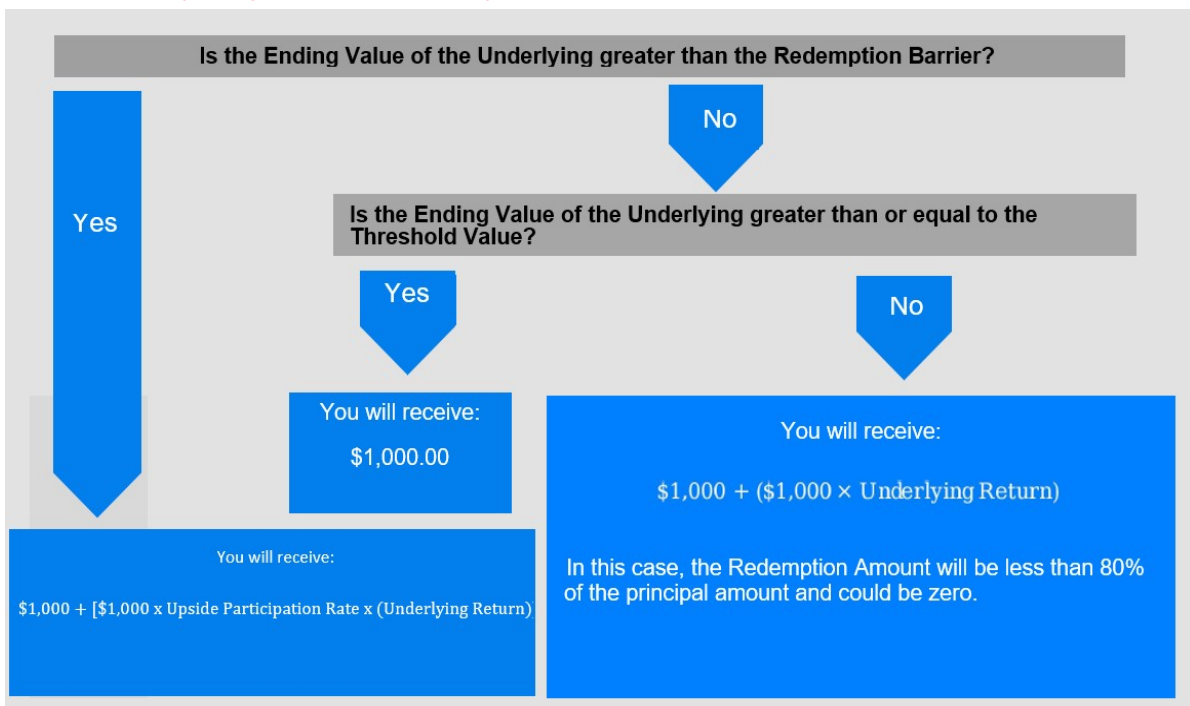 Is the Ending Value of the Underlying greater than the Redemption Barrier?
No
Yes
Is the Ending Value of the Underlying greater than or equal to the
Threshold Value?
Yes
No
You will receive:
$1,000.00
You will receive:
$1,000 + ($1,000 × Underlying Return)
In this case, the Redemption Amount will be less than 80%
of the principal amount and could be zero.
You will receive:
$1,000 + [$1,000 x Upside Participation Rate x (Underlying Return)